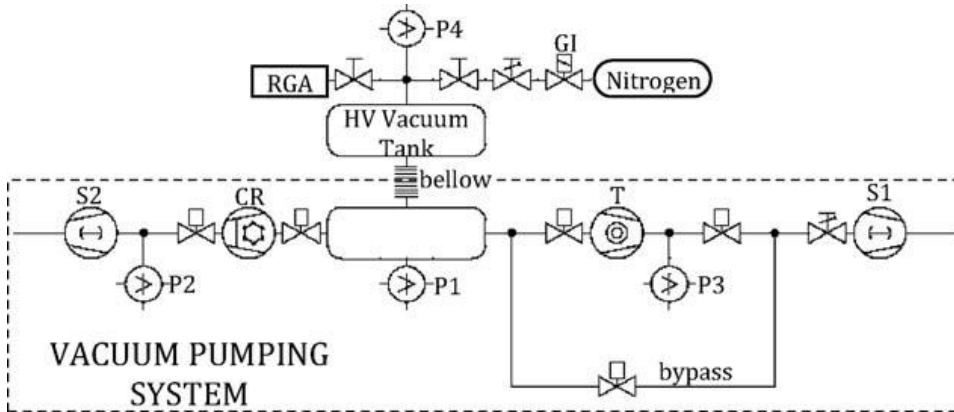 P4
GI
RGA
Nitrogen
HV Vacuum
Tank
bellow
S2
CR
T
S1
P2
P1
P3
VACUUM PUMPING
SYSTEM
bypass